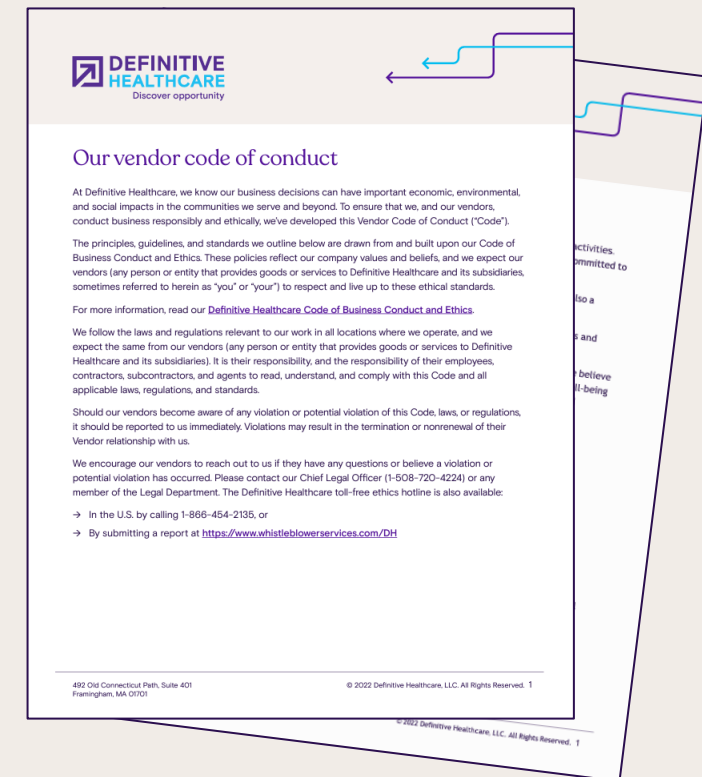 DEFINITIVE
HEALTHCARE
Discover opportunity
Our vendor code of conduct
At Definitive Healthcare, we know our business decisions can have important economic, environmental,
and social impacts in the communities we serve and beyond. To ensure that we, and our vendors,
conduct business responsibly and ethically, we've developed this Vendor Code of Conduct (“Code”).
The principles, guidelines, and standards we outline below are drawn from and built upon our Code of
Business Conduct and Ethics. These policies reflect our company values and beliefs, and we expect our
vendors (any person or entity that provides goods or services to Definitive Healthcare and its subsidiaries,
sometimes referred to herein as “you” or “your”) to respect and live up to these ethical standards.
For more information, read our Definitive Healthcare Code of Business Conduct and Ethics.
We follow the laws and regulations relevant to our work in all locations where we operate, and we
expect the same from our vendors (any person or entity that provides goods or services to Definitive
Healthcare and its subsidiaries). It is their responsibility, and the responsibility of their employees,
contractors, subcontractors, and agents to read, understand, and comply with this Code and all
applicable laws, regulations, and standards.
Should our vendors become aware of any violation or potential violation of this Code, laws, or regulations,
it should be reported to us immediately. Violations may result in the termination or nonrenewal of their
Vendor relationship with us.
We encourage our vendors to reach out to us if they have any questions or believe a violation or
potential violation has occurred. Please contact our Chief Legal Officer (1-508-720-4224) or any
member of the Legal Department. The Definitive Healthcare toll-free ethics hotline is also available:
→ In the U.S. by calling 1-866-454-2135, or
→ By submitting a report at https://www.whistleblowerservices.com/DH
492 Old Connecticut Path, Suite 401
Framingham, MA 01701
© 2022 Definitive Healthcare, LLC. All Rights Reserved. 1
activities.
ommitted to
lso a
s and
believe
ll-being
© 2022 Definitive Healthcare, LLC. All Rights Reserved. 1